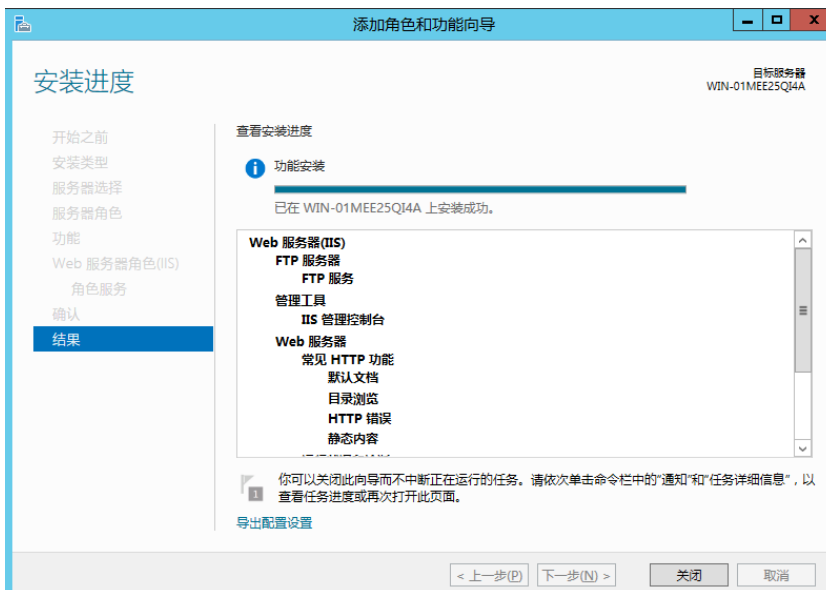 添加角色和功能向导
安装进度
目标服务器
WIN-01MEE25QI4A
开始之前
安装类型
服务器选择
服务器角色
功能
Web 服务器角色(IIS)
角色服务
确认
结果
查看安装进度
功能安装
已在 WIN-01MEE25QI4A 上安装成功。
Web 服务器(IIS)
FTP 服务器
FTP 服务
管理工具
IIS 管理控制台
Web 服务器
常见 HTTP 功能
默认文档
目录浏览
HTTP 错误
静态内容
1
你可以关闭此向导而不中断正在运行的任务。请依次单击命令栏中的"通知"和"任务详细信息"，以
查看任务进度或再次打开此页面。
导出配置设置
< 上一步(P)
下一步(N) >
关闭
取消